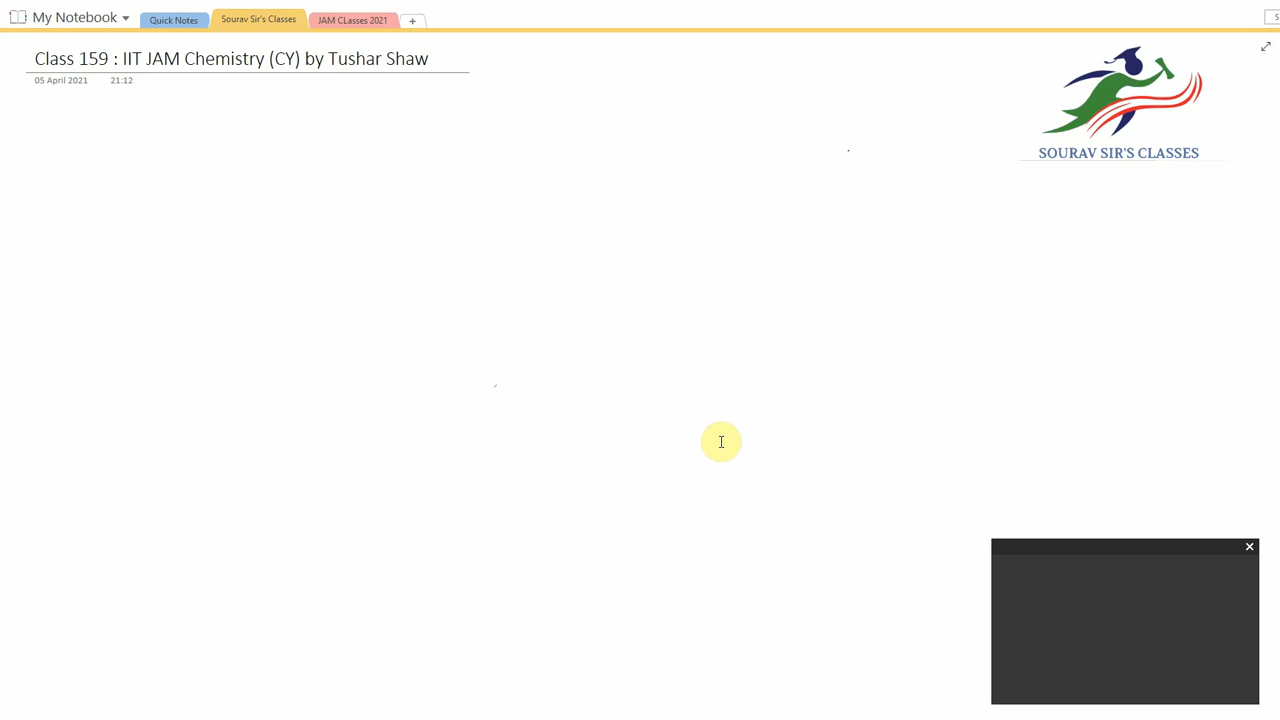 My Notebook
Quick Notes
Sourav Sir's Classes
JAM CLasses 2021
+
S
Class 159 : IIT JAM Chemistry (CY) by Tushar Shaw
05 April 2021 21:12
SOURAV SIR'S CLASSES